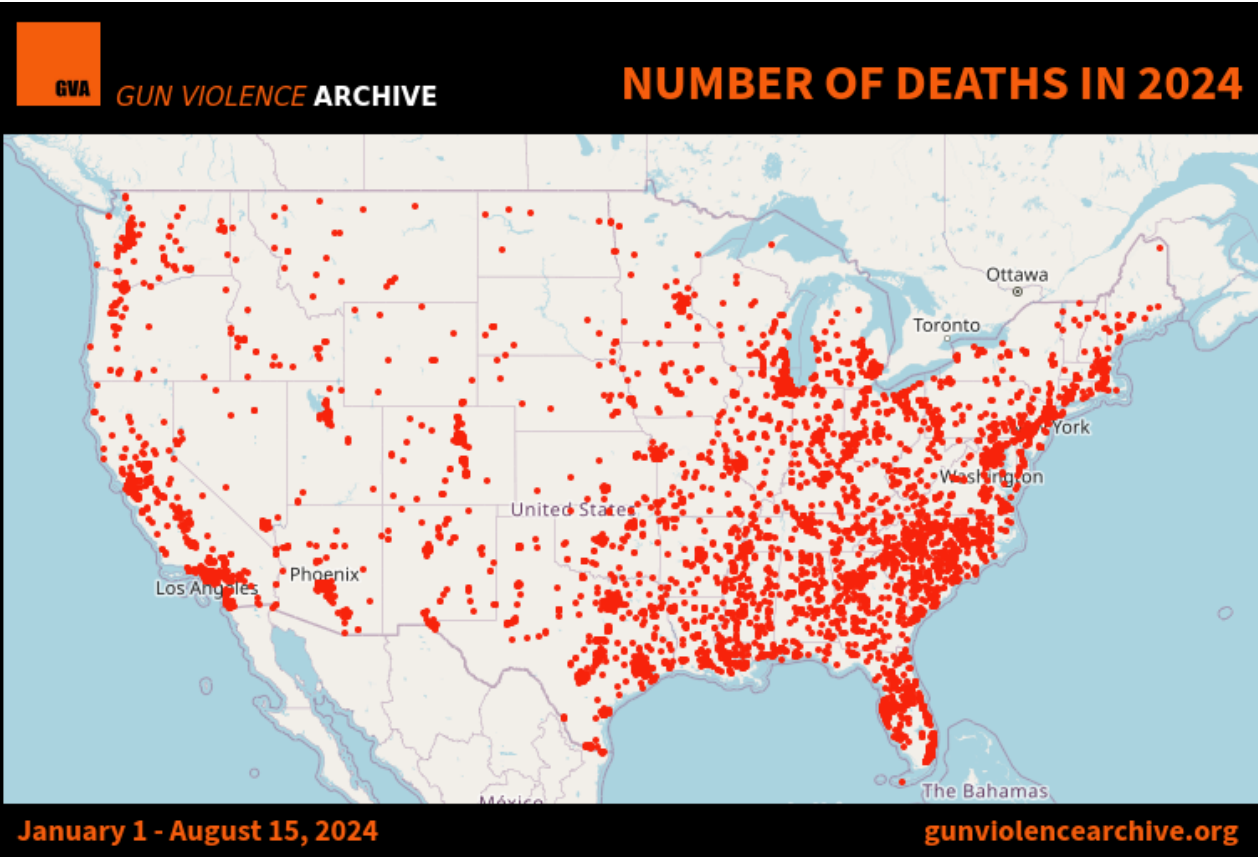 GVA
GUN VIOLENCE ARCHIVE
NUMBER OF DEATHS IN 2024
Ottawa
Toronto
York
Washington
United States
Phoenix
Los Angeles
The Bahamas
México
January 1 - August 15, 2024
gunviolencearchive.org